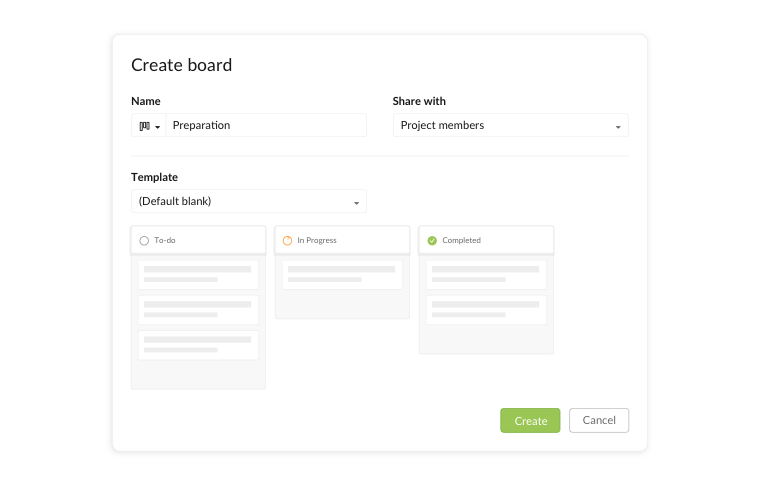 Create board
Name
Share with
Preparation
Project members
Template
(Default blank)
To-do
In Progress
Completed
Create
Cancel